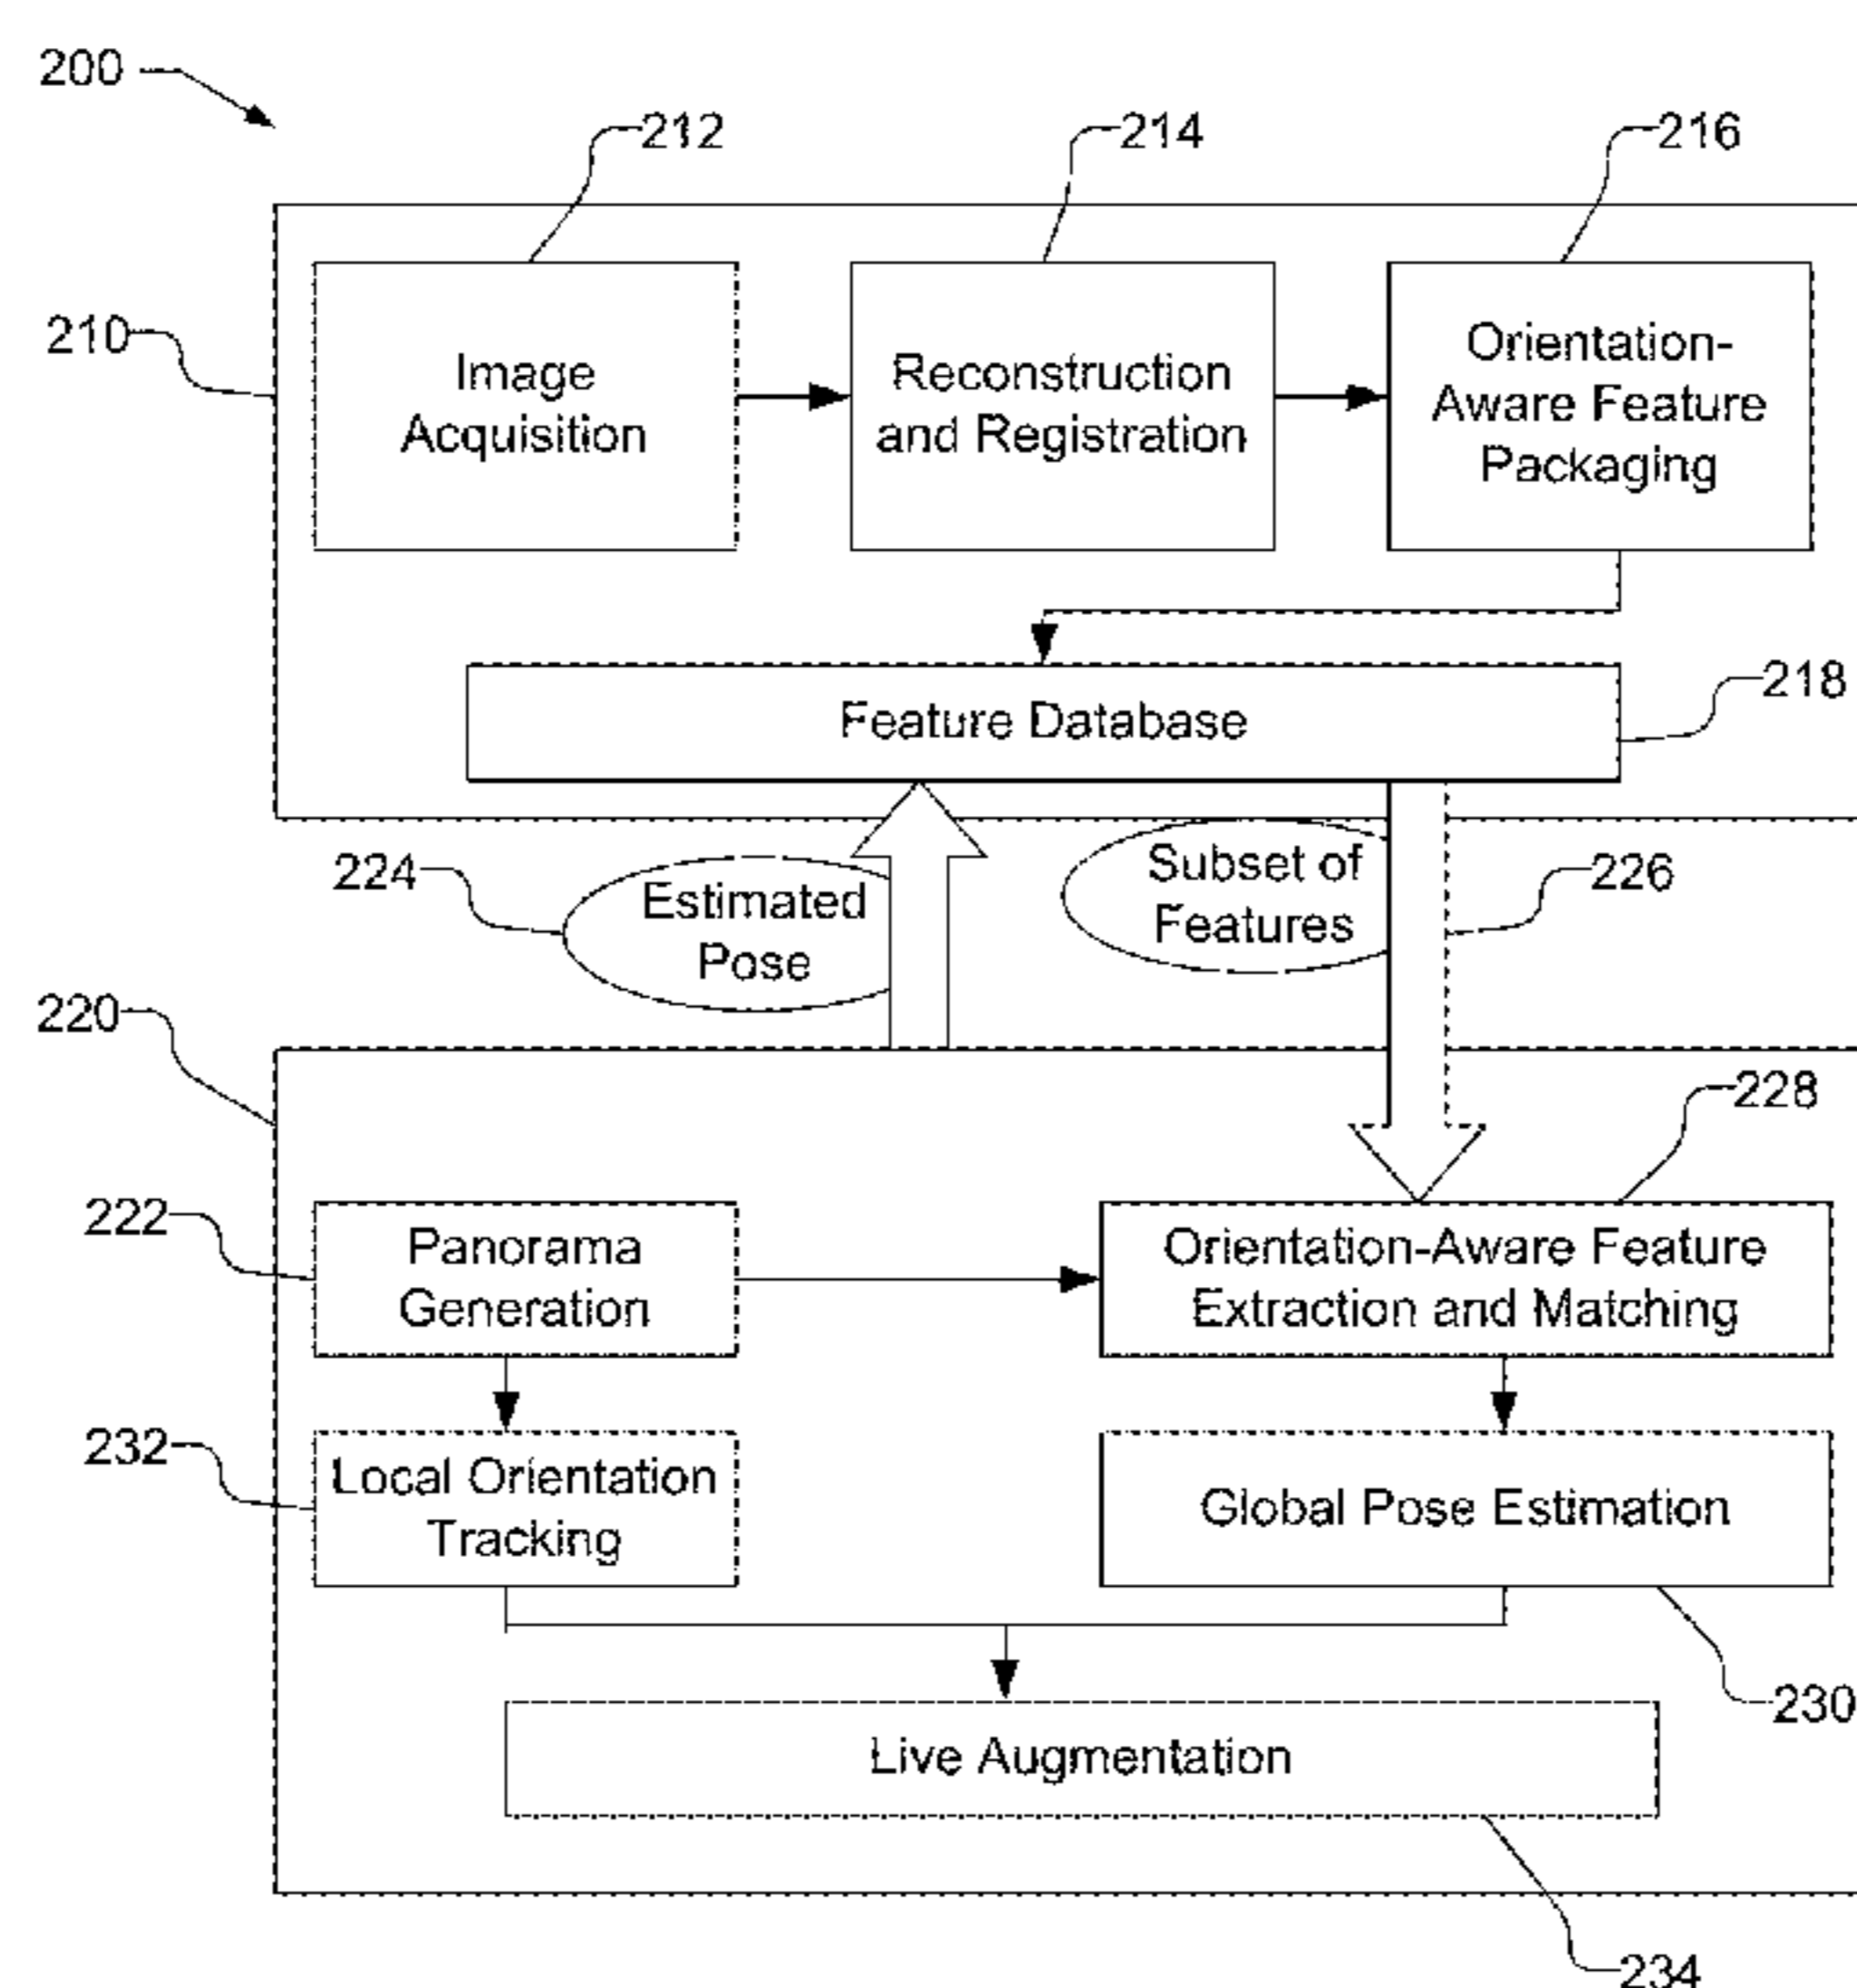 200
212
214
216
210
Image
Acquisition
Reconstruction
and Registration
Orientation-
Aware Feature
Packaging
218
Feature Database
224
Estimated
Pose
Subset of
Features
226
220
228
222
Panorama
Generation
Orientation-Aware Feature
Extraction and Matching
232
Local Orientation
Tracking
Global Pose Estimation
230
Live Augmentation
234